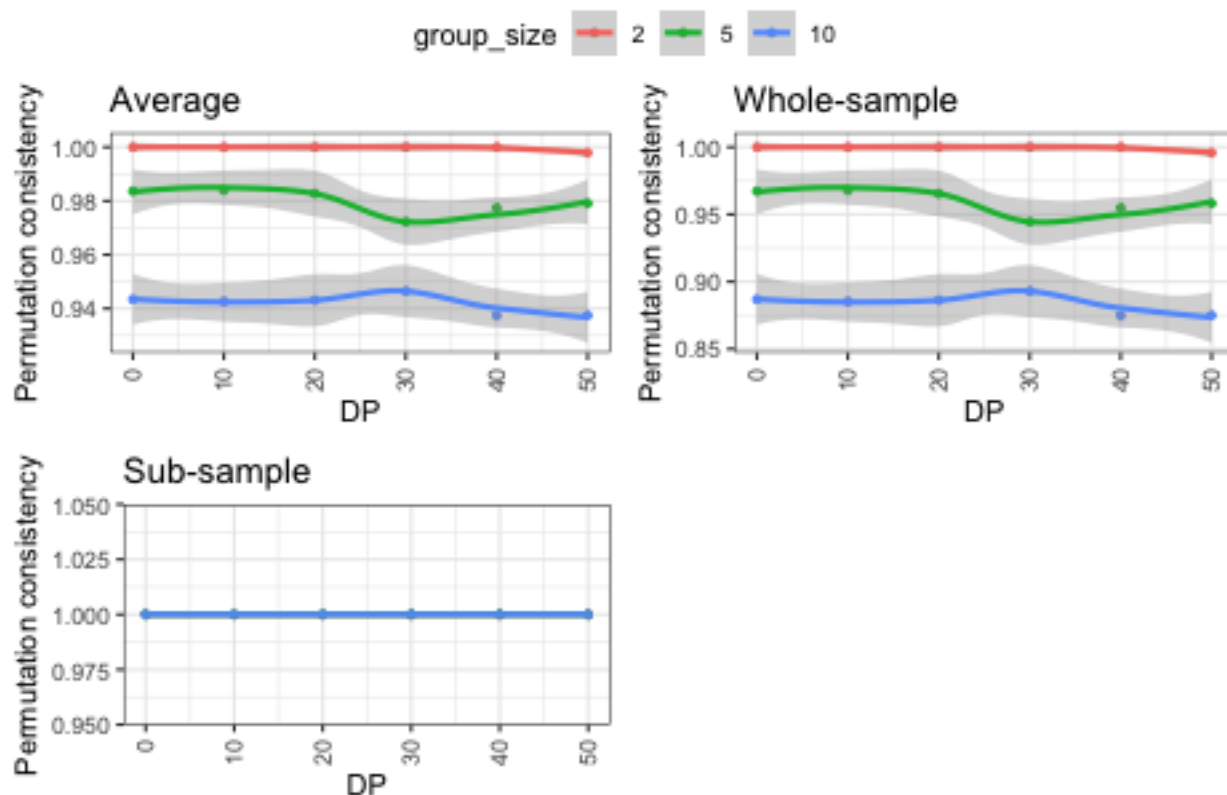 group_size 2 5 10
Average
Permutation consistency
1.00
0.98
0.96
0.94
0 10 20 30 40 50
DP
Whole-sample
Permutation consistency
1.00
0.95
0.90
0.85
0 10 20 30 40 50
DP
Sub-sample
Permutation consistency
1.050
1.025
1.000
0.975
0.950
0 10 20 30 40 50
DP